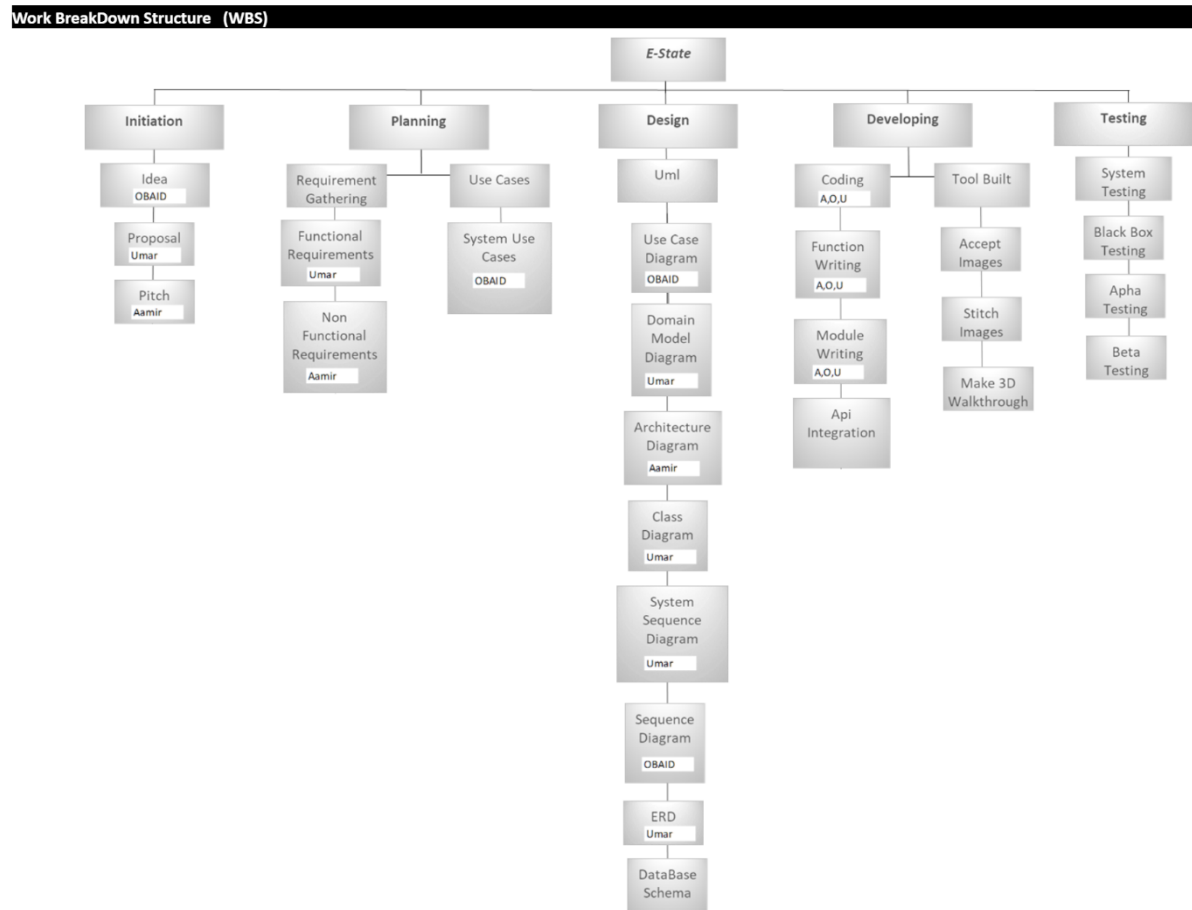 Work BreakDown Structure (WBS)
E-State
Initiation
Idea
OBAID
Proposal
Umar
Pitch
Aamir
Planning
Requirement
Gathering
Functional
Requirements
Umar
Non
Functional
Requirements
Aamir
Use Cases
System Use
Cases
OBAID
Design
Uml
Use Case
Diagram
OBAID
Domain
Model
Diagram
Umar
Architecture
Diagram
Aamir
Class
Diagram
Umar
System
Sequence
Diagram
Umar
Sequence
Diagram
OBAID
ERD
Umar
DataBase
Schema
Developing
Coding
A,O,U
Function
Writing
A,O,U
Module
Writing
A,O,U
Api
Integration
Tool Built
Accept
Images
Stitch
Images
Make 3D
Walkthrough
Testing
System
Testing
Black Box
Testing
Apha
Testing
Beta
Testing